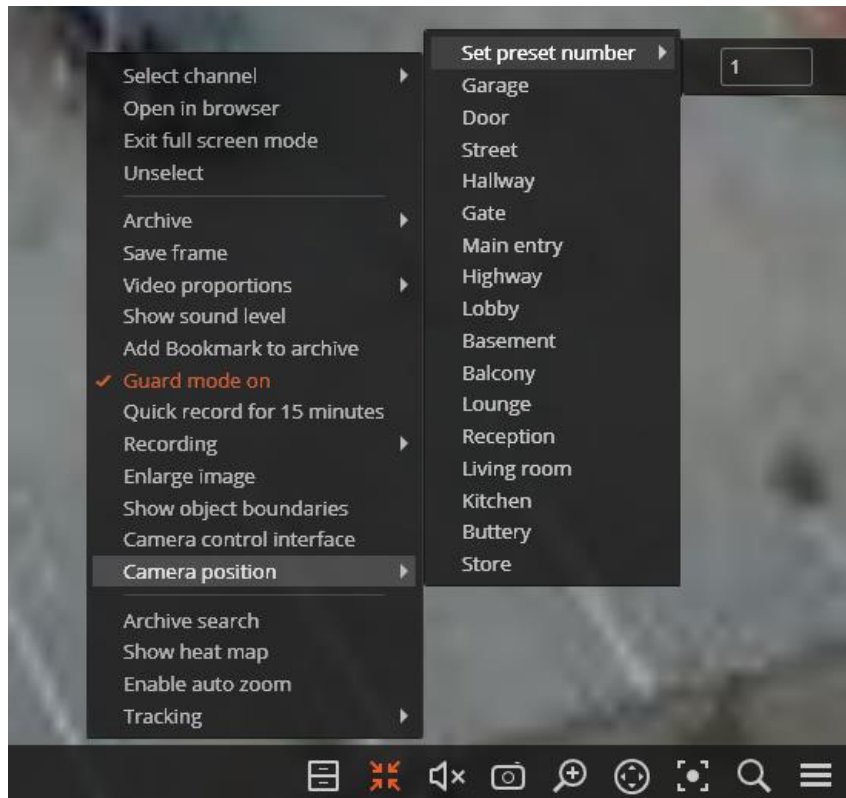 Select channel
Open in browser
Exit full screen mode
Unselect
Archive
Save frame
Video proportions
Show sound level
Add Bookmark to archive
Guard mode on
Quick record for 15 minutes
Recording
Enlarge image
Show object boundaries
Camera control interface
Camera position
Archive search
Show heat map
Enable auto zoom
Tracking
Set preset number
Garage
Door
Street
Hallway
Gate
Main entry
Highway
Lobby
Basement
Balcony
Lounge
Reception
Living room
Kitchen
Buttery
Store
1